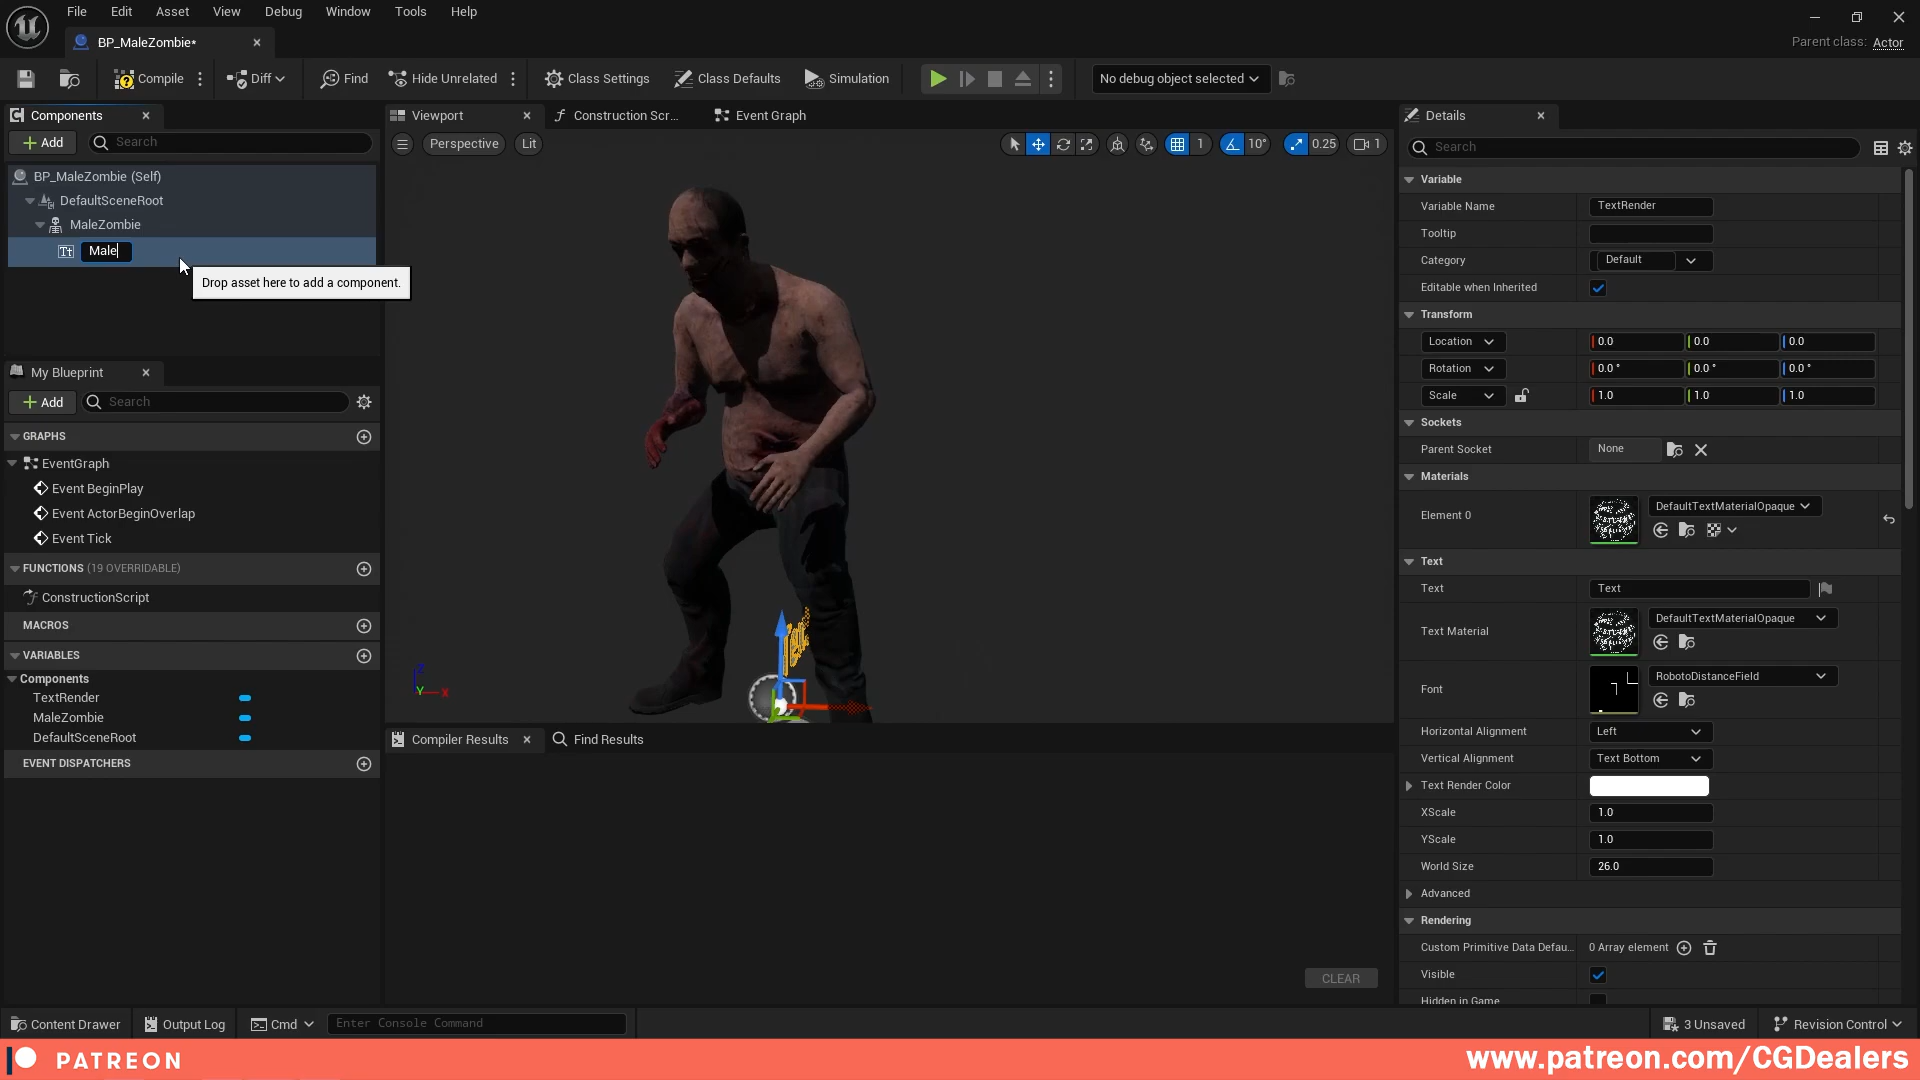 File Edit Asset View Debug Window Tools Help
BP_MaleZombie*
Parent class: Actor
Compile Diff Find Hide Unrelated Class Settings Class Defaults Simulation No debug object selected
Components
Add Search
BP_MaleZombie (Self)
DefaultSceneRoot
MaleZombie
Tt Male
Drop asset here to add a component.
My Blueprint
Add Search
GRAPHS
EventGraph
Event BeginPlay
Event ActorBeginOverlap
Event Tick
FUNCTIONS (19 OVERRIDABLE)
ConstructionScript
MACROS
VARIABLES
Components
TextRender
MaleZombie
DefaultSceneRoot
EVENT DISPATCHERS
Viewport Construction Scr... Event Graph
Perspective Lit 1 10° 0.25 1
Z
Y X
Compiler Results Find Results
CLEAR
Details
Search
Variable
Variable Name TextRender
Tooltip
Category Default
Editable when Inherited
Transform
Location 0.0 0.0 0.0
Rotation 0.0 ° 0.0 ° 0.0 °
Scale 1.0 1.0 1.0
Sockets
Parent Socket None
Materials
Element 0 DefaultTextMaterialOpaque
Text
Text Text
Text Material DefaultTextMaterialOpaque
Font RobotoDistanceField
Horizontal Alignment Left
Vertical Alignment Text Bottom
Text Render Color
XScale 1.0
YScale 1.0
World Size 26.0
Advanced
Rendering
Custom Primitive Data Defau... 0 Array element
Visible
Hidden in Game
Content Drawer Output Log Cmd Enter Console Command 3 Unsaved Revision Control
PATREON www.patreon.com/CGDealers